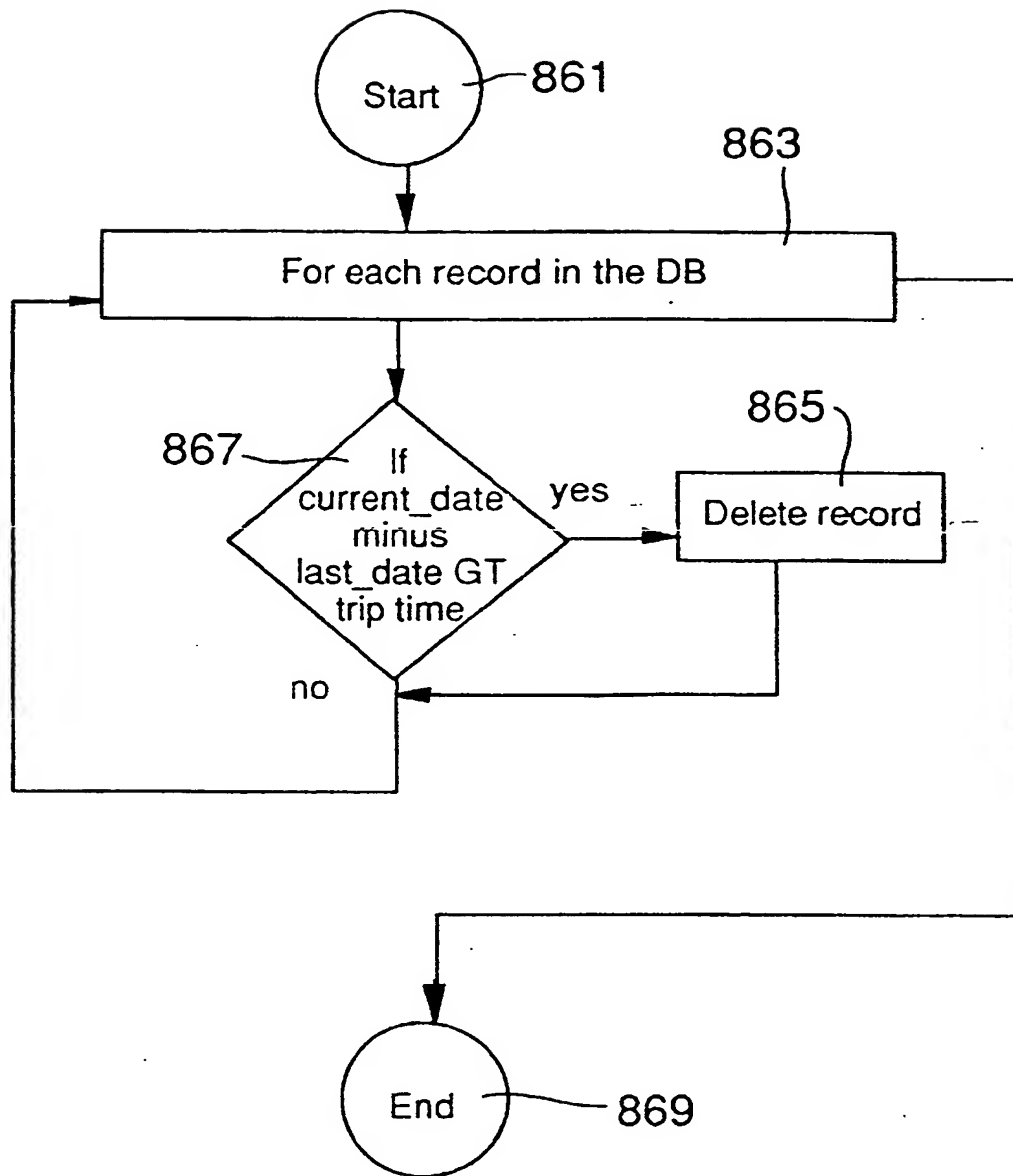 Start
861
863
For each record in the DB
867
If
current_date
minus
last_date GT
trip time
yes
865
Delete record
no
End
869